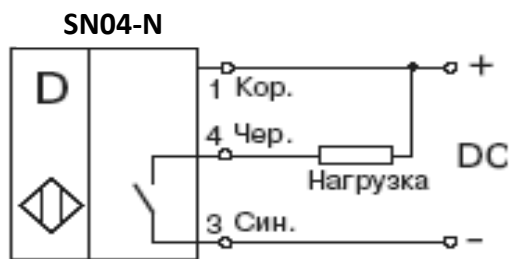 SN04-N
D
1 Кор.
+
4 Чер.
DC
Нагрузка
3 Син.
-